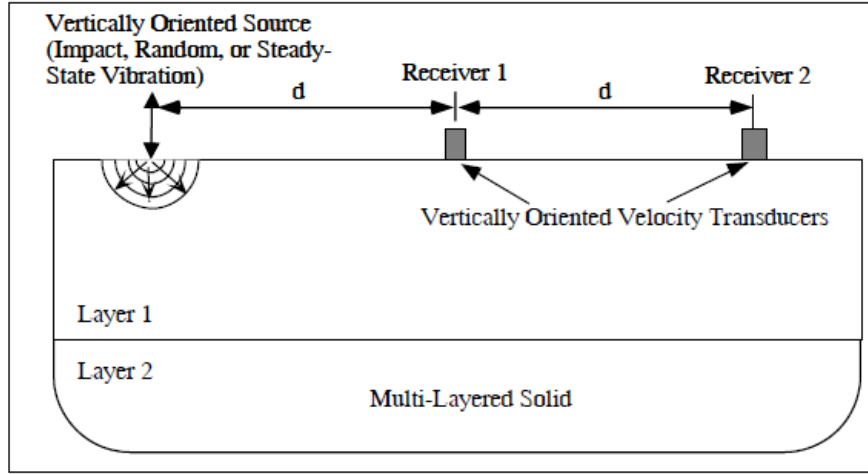 Vertically Oriented Source
(Impact, Random, or Steady-
State Vibration)
Receiver 1
Receiver 2
d
d
Vertically Oriented Velocity Transducers
Layer 1
Layer 2
Multi-Layered Solid